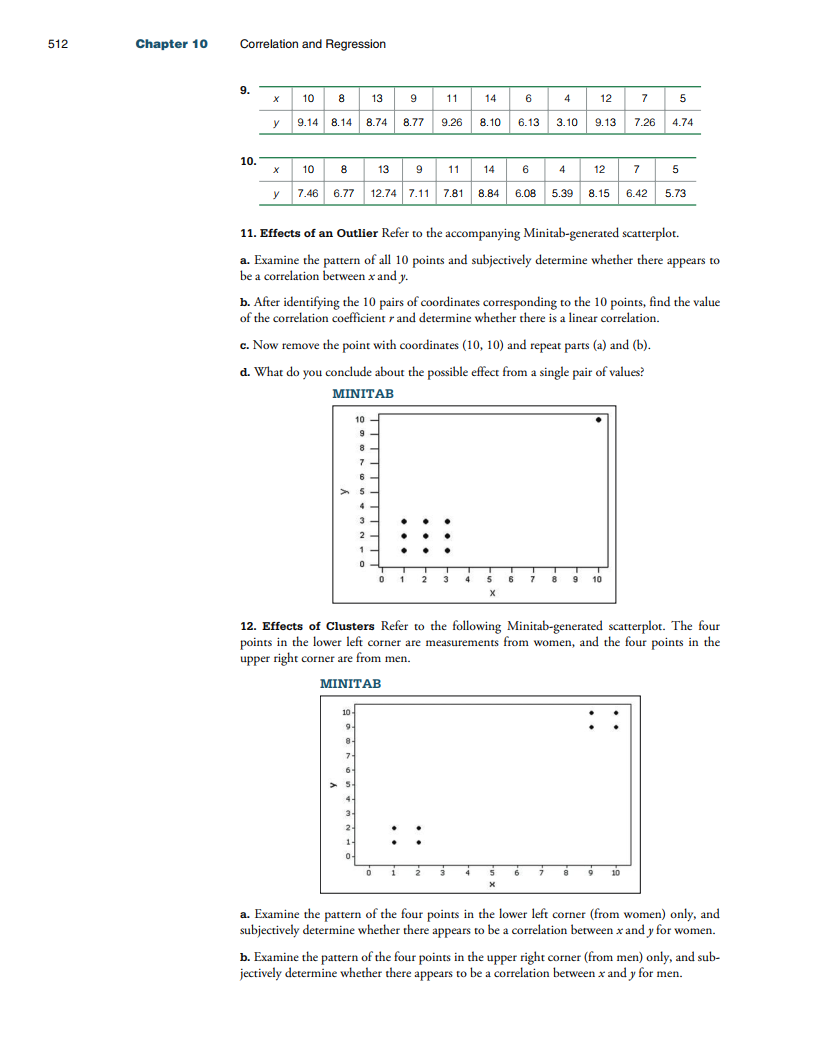 512 Chapter 10 Correlation and Regression
9.
x 10 8 13 9 11 14 6 4 12 7 5
y 9.14 8.14 8.74 8.77 9.26 8.10 6.13 3.10 9.13 7.26 4.74
10.
x 10 8 13 9 11 14 6 4 12 7 5
y 7.46 6.77 12.74 7.11 7.81 8.84 6.08 5.39 8.15 6.42 5.73
11. Effects of an Outlier Refer to the accompanying Minitab-generated scatterplot.
a. Examine the pattern of all 10 points and subjectively determine whether there appears to
be a correlation between x and y.
b. After identifying the 10 pairs of coordinates corresponding to the 10 points, find the value
of the correlation coefficient r and determine whether there is a linear correlation.
c. Now remove the point with coordinates (10, 10) and repeat parts (a) and (b).
d. What do you conclude about the possible effect from a single pair of values?
MINITAB
10
9
8
7
6
5
4
3
2
1
0
y
0 1 2 3 4 5 6 7 8 9 10
x
12. Effects of Clusters Refer to the following Minitab-generated scatterplot. The four
points in the lower left corner are measurements from women, and the four points in the
upper right corner are from men.
MINITAB
10
9
8
7
6
5
4
3
2
1
0
y
0 1 2 3 4 5 6 7 8 9 10
x
a. Examine the pattern of the four points in the lower left corner (from women) only, and
subjectively determine whether there appears to be a correlation between x and y for women.
b. Examine the pattern of the four points in the upper right corner (from men) only, and sub-
jectively determine whether there appears to be a correlation between x and y for men.